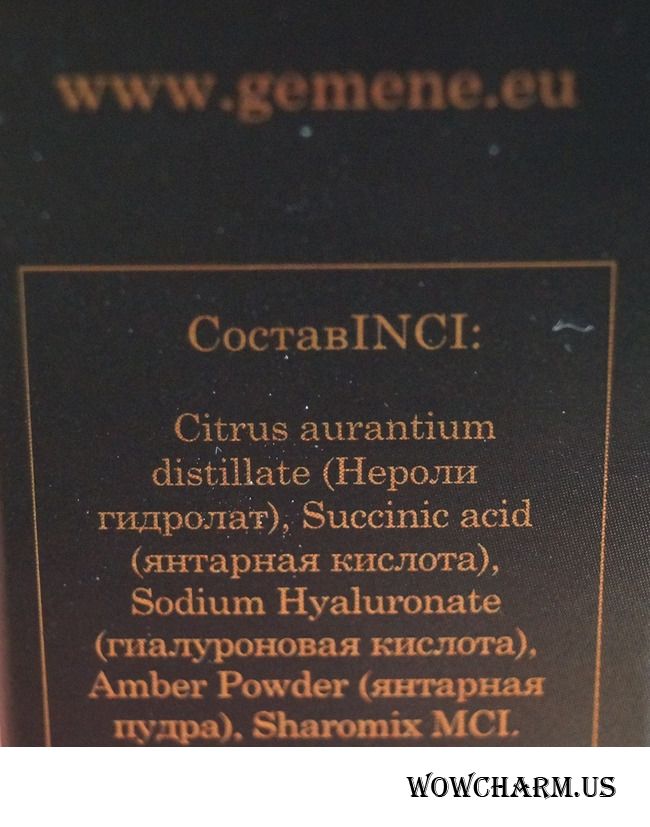 www.gemene.eu
СоставINCI:
Citrus aurantium
distillate (Нероли
гидролат), Succinic acid
(янтарная кислота),
Sodium Hyaluronate
(гиалуроновая кислота),
Amber Powder (янтарная
пудра), Sharomix MCI.
WOWCHARM.US